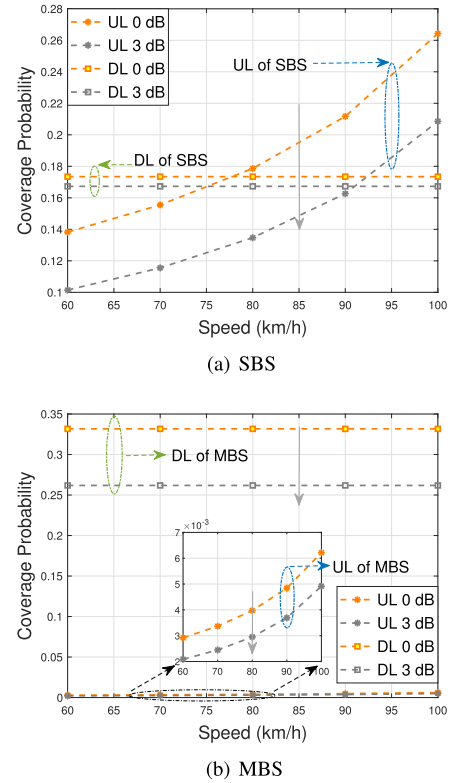 0.28
UL 0 dB
UL 3 dB
DL 0 dB
DL 3 dB
UL of SBS
0.24
0.22
0.2
DL of SBS
0.18
0.16
0.14
0.12
0.1
60 65 70 75 80 85 90 95 100
Coverage Probability
Speed (km/h)
(a) SBS
0.35
0.3
DL of MBS
0.25
0.2
7 ×10⁻³
6
5
4
3
2
60 70 80 90 100
UL of MBS
0.15
0.1
0.05
0
UL 0 dB
UL 3 dB
DL 0 dB
DL 3 dB
60 65 70 75 80 85 90 95 100
Coverage Probability
Speed (km/h)
(b) MBS